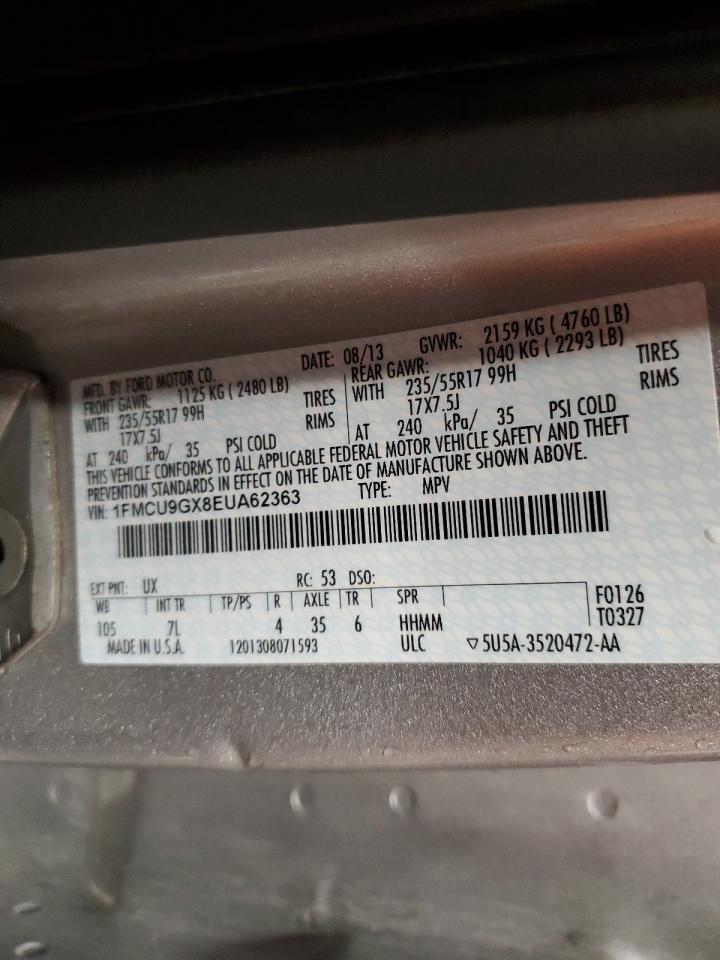 MFD. BY FORD MOTOR CO.
DATE: 08/13 GVWR: 2159 KG ( 4760 LB)
FRONT GAWR: 1125 KG ( 2480 LB)
WITH 235/55R17 99H TIRES
17X7.5J RIMS
AT 240 kPa/ 35 PSI COLD
REAR GAWR: 1040 KG ( 2293 LB)
WITH 235/55R17 99H TIRES
17X7.5J RIMS
AT 240 kPa/ 35 PSI COLD
THIS VEHICLE CONFORMS TO ALL APPLICABLE FEDERAL MOTOR VEHICLE SAFETY AND THEFT
PREVENTION STANDARDS IN EFFECT ON THE DATE OF MANUFACTURE SHOWN ABOVE.
VIN: 1FMCU9GX8EUA62363 TYPE: MPV
EXT PNT: UX RC: 53 DSO:
WB INT TR TP/PS R AXLE TR SPR
105 7L 4 35 6 HHMM
F0126
T0327
MADE IN U.S.A. 1201308071593 ULC ▽5U5A-3520472-AA